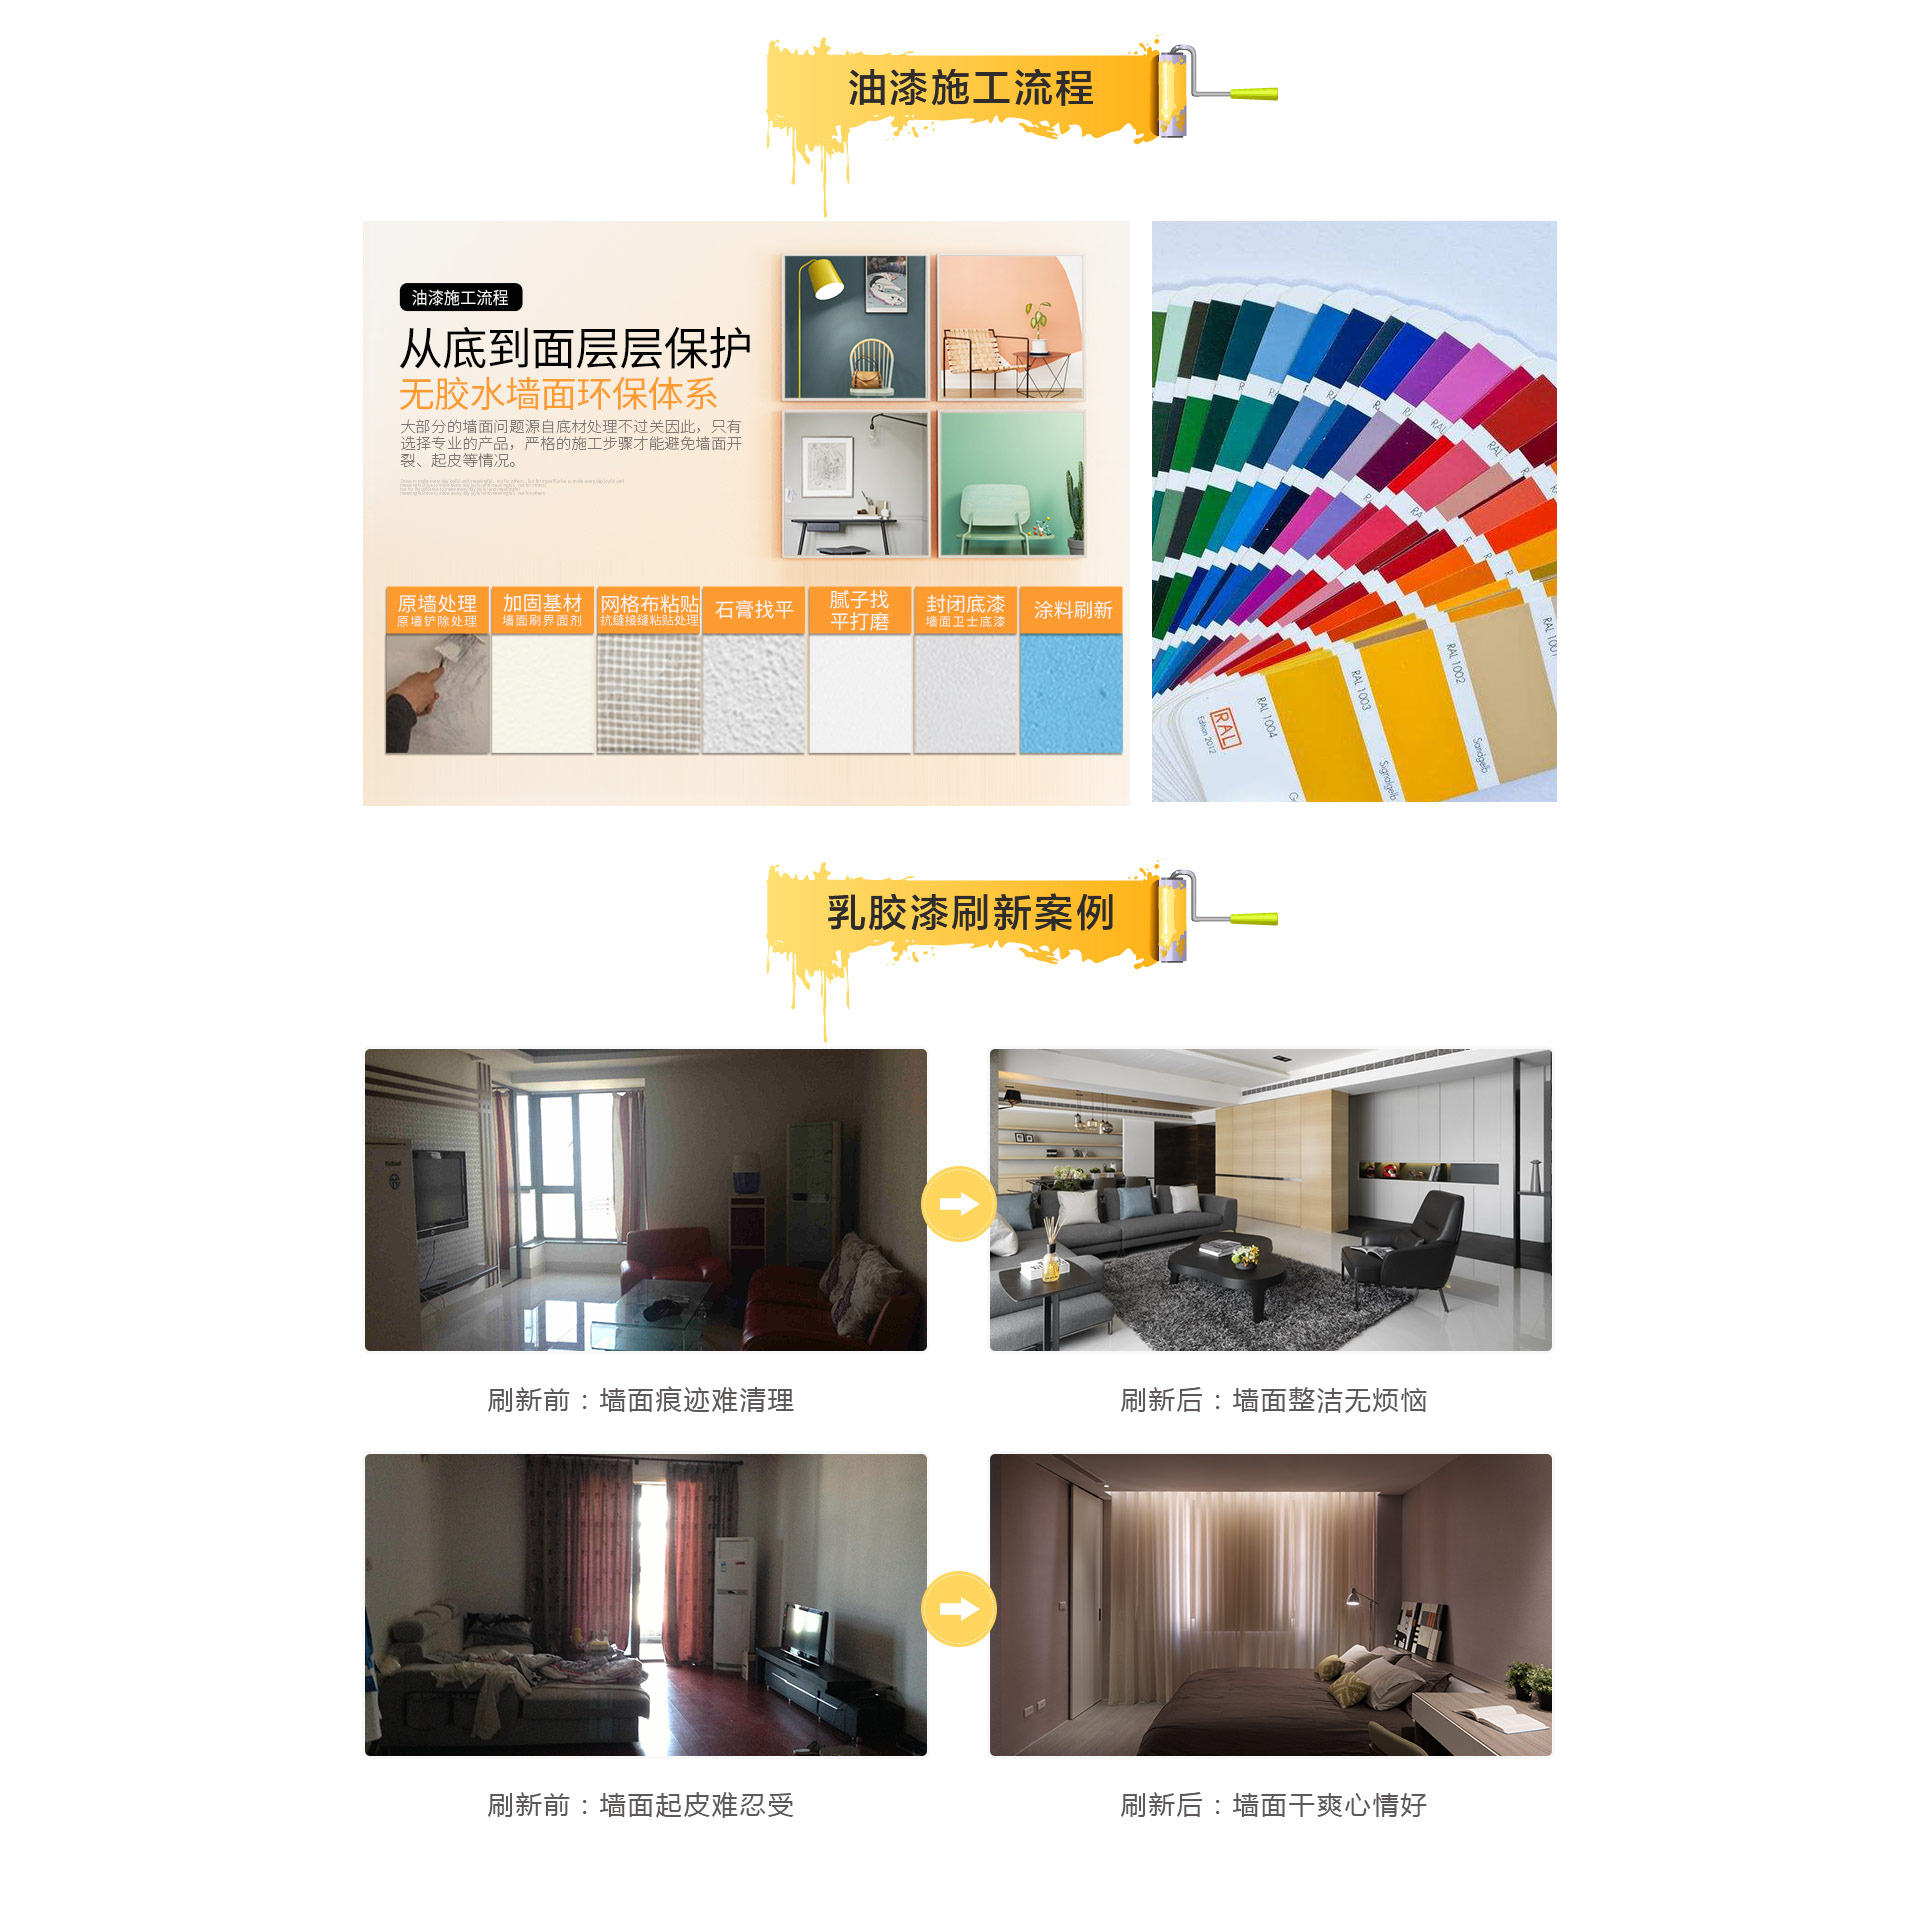 油漆施工流程
油漆施工流程
从底到面层层保护
无胶水墙面环保体系
大部分的墙面问题源自底材处理不过关因此，只有
选择专业的产品，严格的施工步骤才能避免墙面开
裂、起皮等情况。
原墙处理
原墙铲除处理
加固基材
墙面刷界面剂
网格布粘贴
抗缝接缝粘贴处理
石膏找平
腻子找
平打磨
封闭底漆
墙面卫士底漆
涂料刷新
RAL 1001
RAL 1002
RAL 1003
RAL 1004
RAL
Edition 2012
Sandgelb
Signalgelb
乳胶漆刷新案例
刷新前：墙面痕迹难清理
刷新后：墙面整洁无烦恼
刷新前：墙面起皮难忍受
刷新后：墙面干爽心情好